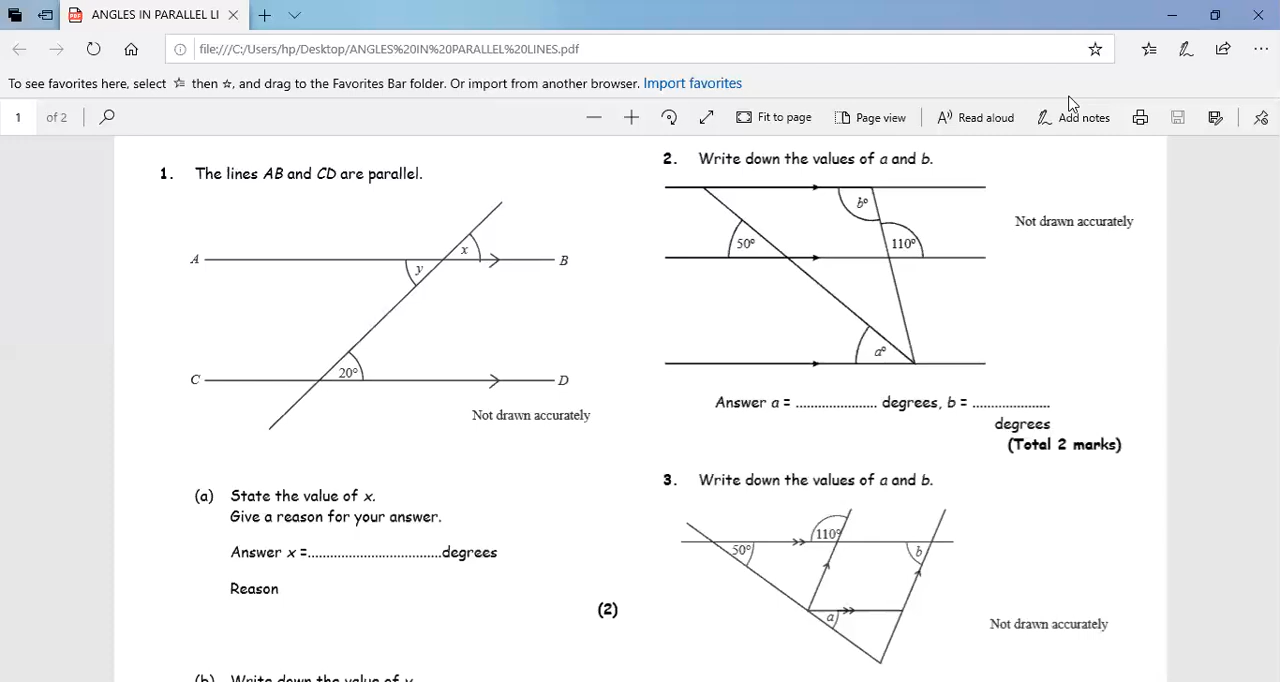 ANGLES IN PARALLEL LI
file:///C:/Users/hp/Desktop/ANGLES%20IN%20PARALLEL%20LINES.pdf
To see favorites here, select then , and drag to the Favorites Bar folder. Or import from another browser. Import favorites
1 of 2 Fit to page Page view Read aloud Add notes
1. The lines AB and CD are parallel.
A
x
y
B
C
20°
D
Not drawn accurately
(a) State the value of x.
Give a reason for your answer.
Answer x =...................................degrees
Reason
(2)
(b) Write down the value of y.
2. Write down the values of a and b.
b°
Not drawn accurately
50°
110°
a°
Answer a = ..................... degrees, b = ....................
degrees
(Total 2 marks)
3. Write down the values of a and b.
110°
50°
b
a
Not drawn accurately